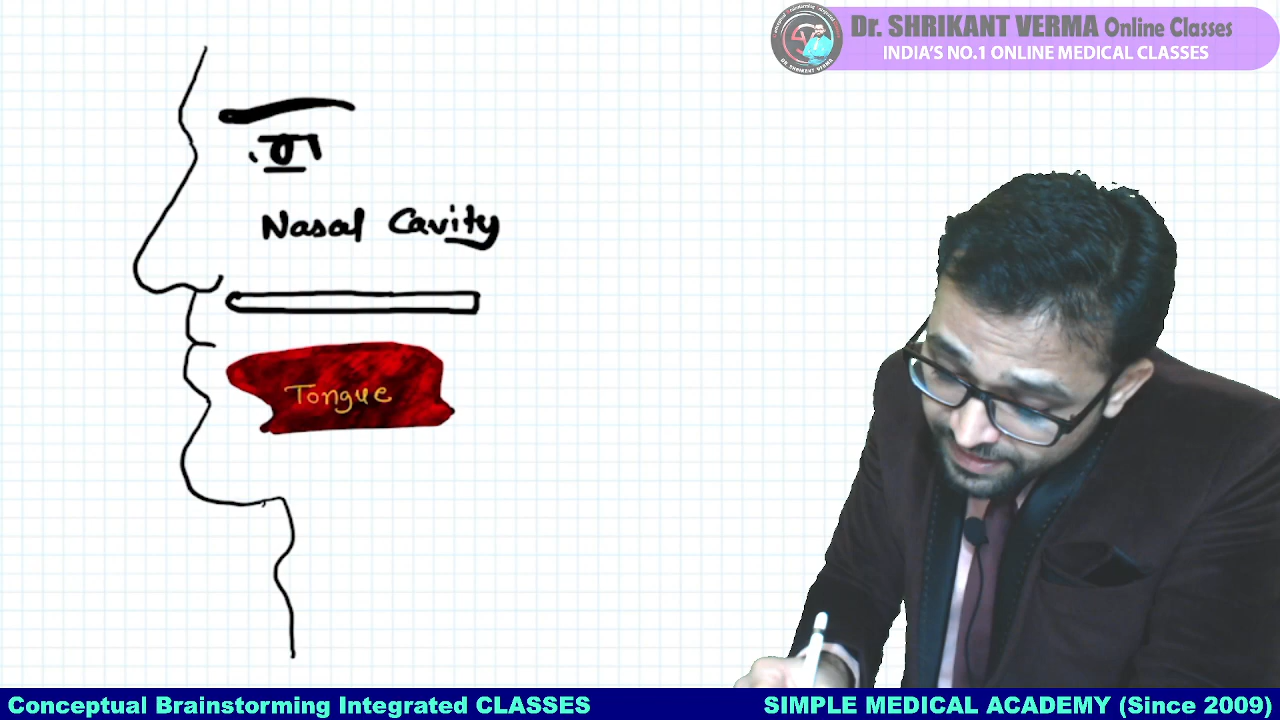 Dr. SHRIKANT VERMA Online Classes
INDIA'S NO.1 ONLINE MEDICAL CLASSES
Nasal Cavity
Tongue
Conceptual Brainstorming Integrated CLASSES
SIMPLE MEDICAL ACADEMY (Since 2009)